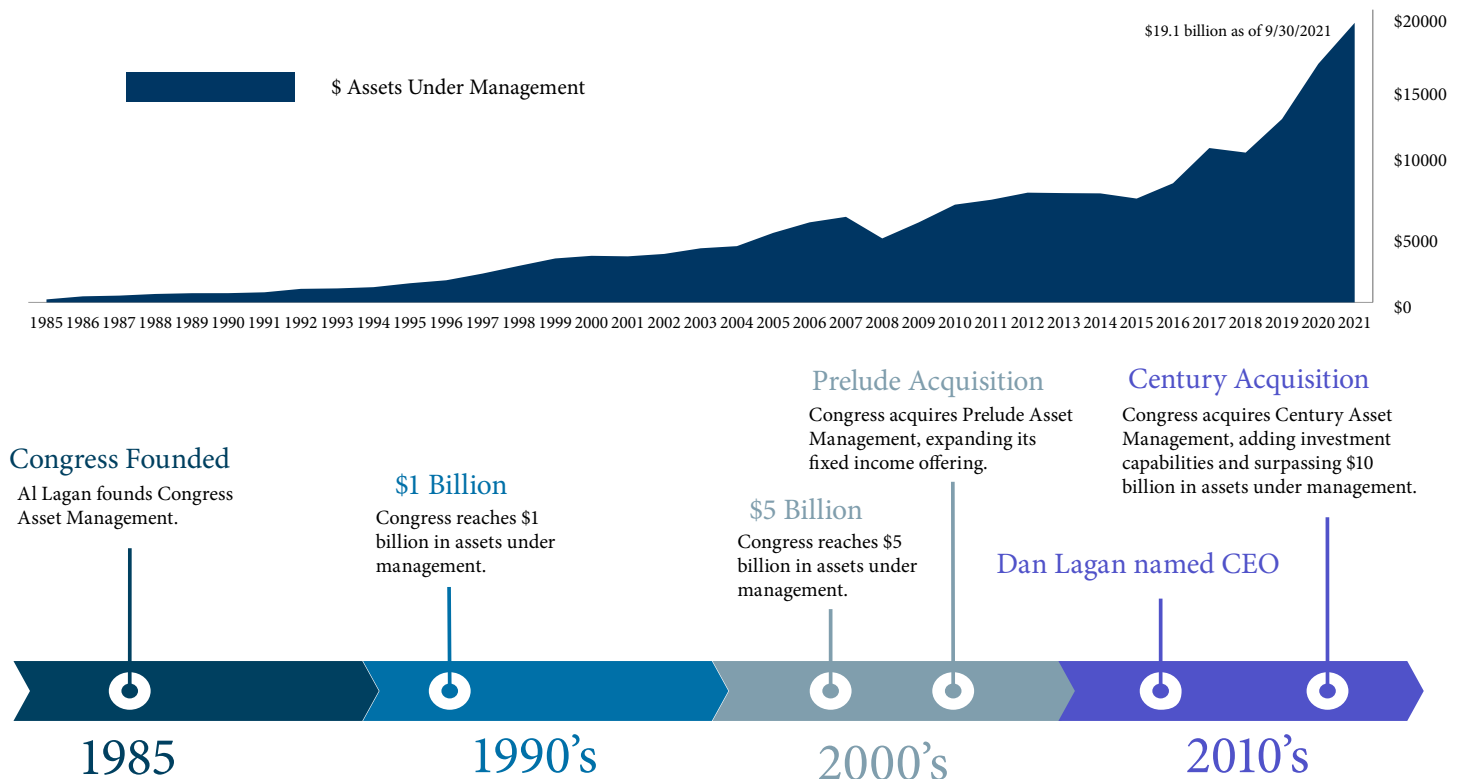 $19.1 billion as of 9/30/2021
$ Assets Under Management
$20000
$15000
$10000
$5000
$0
1985 1986 1987 1988 1989 1990 1991 1992 1993 1994 1995 1996 1997 1998 1999 2000 2001 2002 2003 2004 2005 2006 2007 2008 2009 2010 2011 2012 2013 2014 2015 2016 2017 2018 2019 2020 2021
Congress Founded
Al Lagan founds Congress
Asset Management.
$1 Billion
Congress reaches $1
billion in assets under
management.
$5 Billion
Congress reaches $5
billion in assets under
management.
Prelude Acquisition
Congress acquires Prelude Asset
Management, expanding its
fixed income offering.
Dan Lagan named CEO
Century Acquisition
Congress acquires Century Asset
Management, adding investment
capabilities and surpassing $10
billion in assets under management.
1985
1990’s
2000’s
2010’s